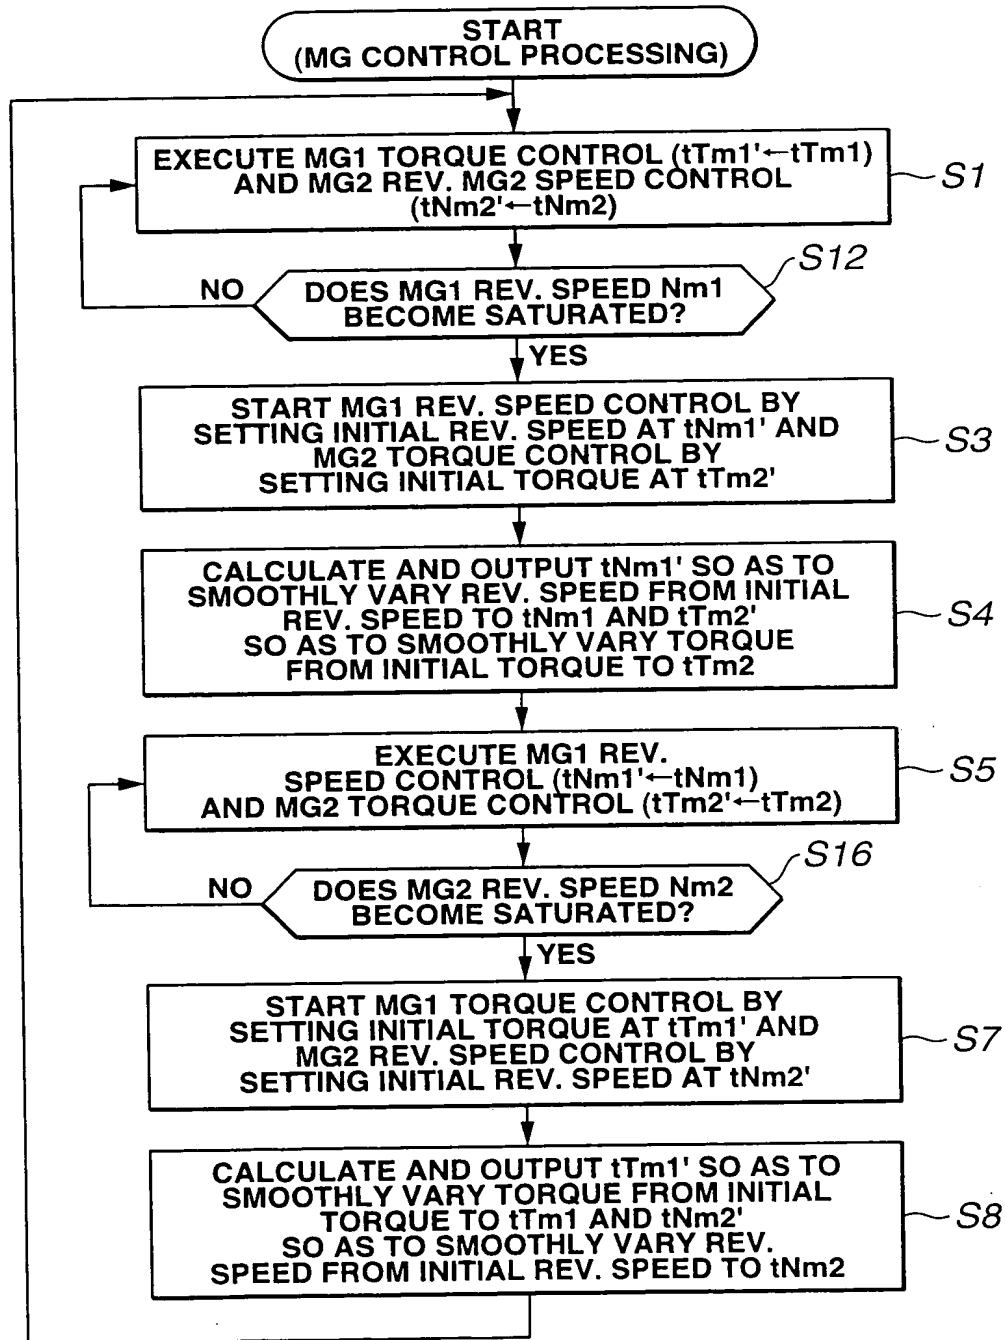 START
(MG CONTROL PROCESSING)
EXECUTE MG1 TORQUE CONTROL (tTm1'←tTm1)
AND MG2 REV. MG2 SPEED CONTROL
(tNm2'←tNm2)
S1
S12
NO
DOES MG1 REV. SPEED Nm1
BECOME SATURATED?
YES
START MG1 REV. SPEED CONTROL BY
SETTING INITIAL REV. SPEED AT tNm1' AND
MG2 TORQUE CONTROL BY
SETTING INITIAL TORQUE AT tTm2'
S3
CALCULATE AND OUTPUT tNm1' SO AS TO
SMOOTHLY VARY REV. SPEED FROM INITIAL
REV. SPEED TO tNm1 AND tTm2'
SO AS TO SMOOTHLY VARY TORQUE
FROM INITIAL TORQUE TO tTm2
S4
EXECUTE MG1 REV.
SPEED CONTROL (tNm1'←tNm1)
AND MG2 TORQUE CONTROL (tTm2'←tTm2)
S5
S16
NO
DOES MG2 REV. SPEED Nm2
BECOME SATURATED?
YES
START MG1 TORQUE CONTROL BY
SETTING INITIAL TORQUE AT tTm1' AND
MG2 REV. SPEED CONTROL BY
SETTING INITIAL REV. SPEED AT tNm2'
S7
CALCULATE AND OUTPUT tTm1' SO AS TO
SMOOTHLY VARY TORQUE FROM INITIAL
TORQUE TO tTm1 AND tNm2'
SO AS TO SMOOTHLY VARY REV.
SPEED FROM INITIAL REV. SPEED TO tNm2
S8